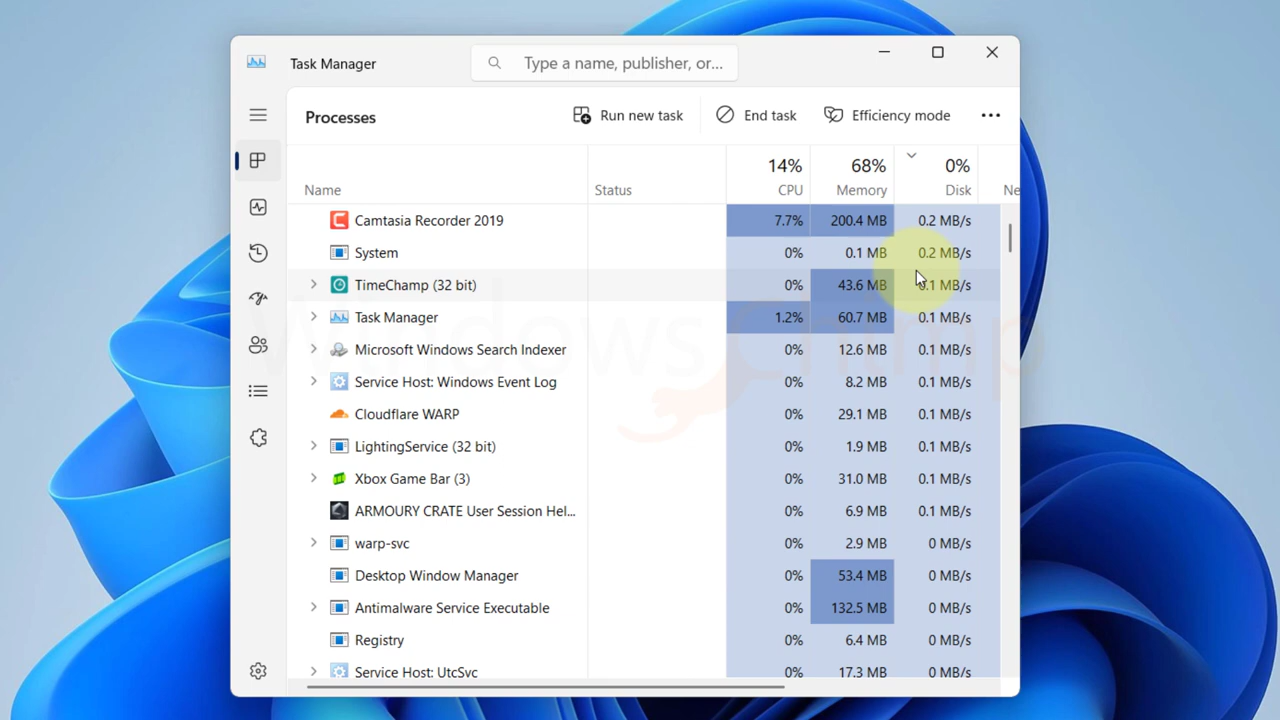 Task Manager
Type a name, publisher, or...
Processes
Run new task
End task
Efficiency mode
14% 68% 0%
Name Status CPU Memory Disk Ne
Camtasia Recorder 2019 7.7% 200.4 MB 0.2 MB/s
System 0% 0.1 MB 0.2 MB/s
TimeChamp (32 bit) 0% 43.6 MB 0.1 MB/s
Task Manager 1.2% 60.7 MB 0.1 MB/s
Microsoft Windows Search Indexer 0% 12.6 MB 0.1 MB/s
Service Host: Windows Event Log 0% 8.2 MB 0.1 MB/s
Cloudflare WARP 0% 29.1 MB 0.1 MB/s
LightingService (32 bit) 0% 1.9 MB 0.1 MB/s
Xbox Game Bar (3) 0% 31.0 MB 0.1 MB/s
ARMOURY CRATE User Session Hel... 0% 6.9 MB 0.1 MB/s
warp-svc 0% 2.9 MB 0 MB/s
Desktop Window Manager 0% 53.4 MB 0 MB/s
Antimalware Service Executable 0% 132.5 MB 0 MB/s
Registry 0% 6.4 MB 0 MB/s
Service Host: UtcSvc 0% 17.3 MB 0 MB/s
WindowsChimp